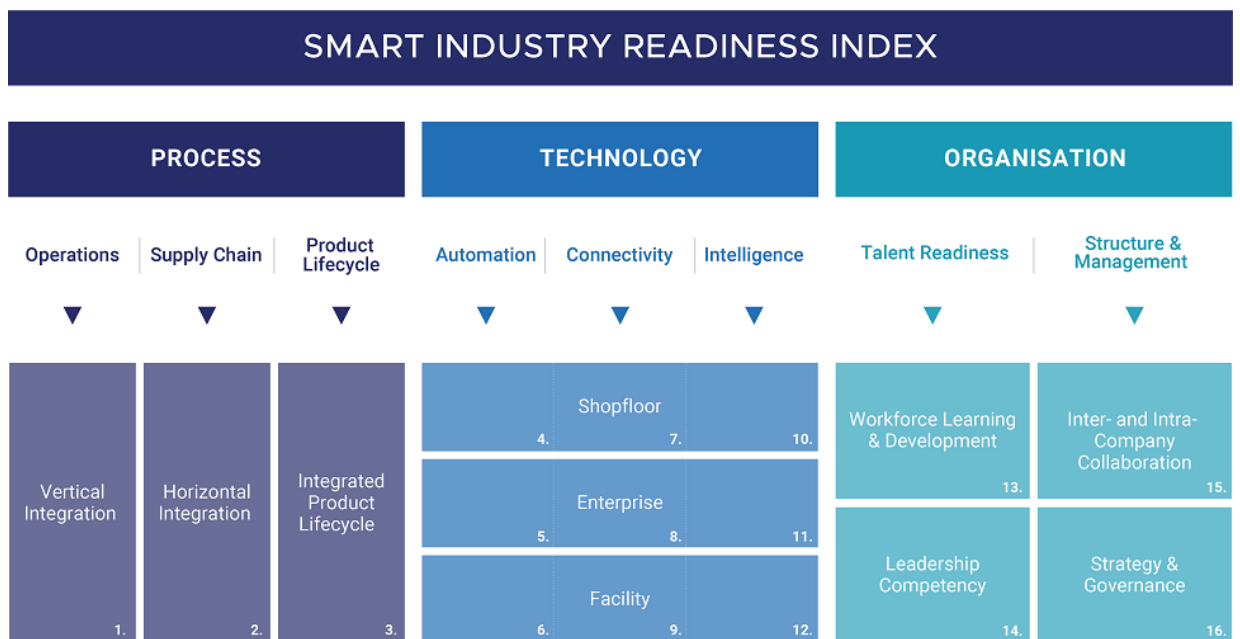 SMART INDUSTRY READINESS INDEX
PROCESS
TECHNOLOGY
ORGANISATION
Operations
Supply Chain
Product
Lifecycle
Automation
Connectivity
Intelligence
Talent Readiness
Structure &
Management
Vertical
Integration
1.
Horizontal
Integration
2.
Integrated
Product
Lifecycle
3.
Shopfloor
4.
7.
10.
Enterprise
5.
8.
11.
Facility
6.
9.
12.
Workforce Learning
& Development
13.
Inter- and Intra-
Company
Collaboration
15.
Leadership
Competency
14.
Strategy &
Governance
16.